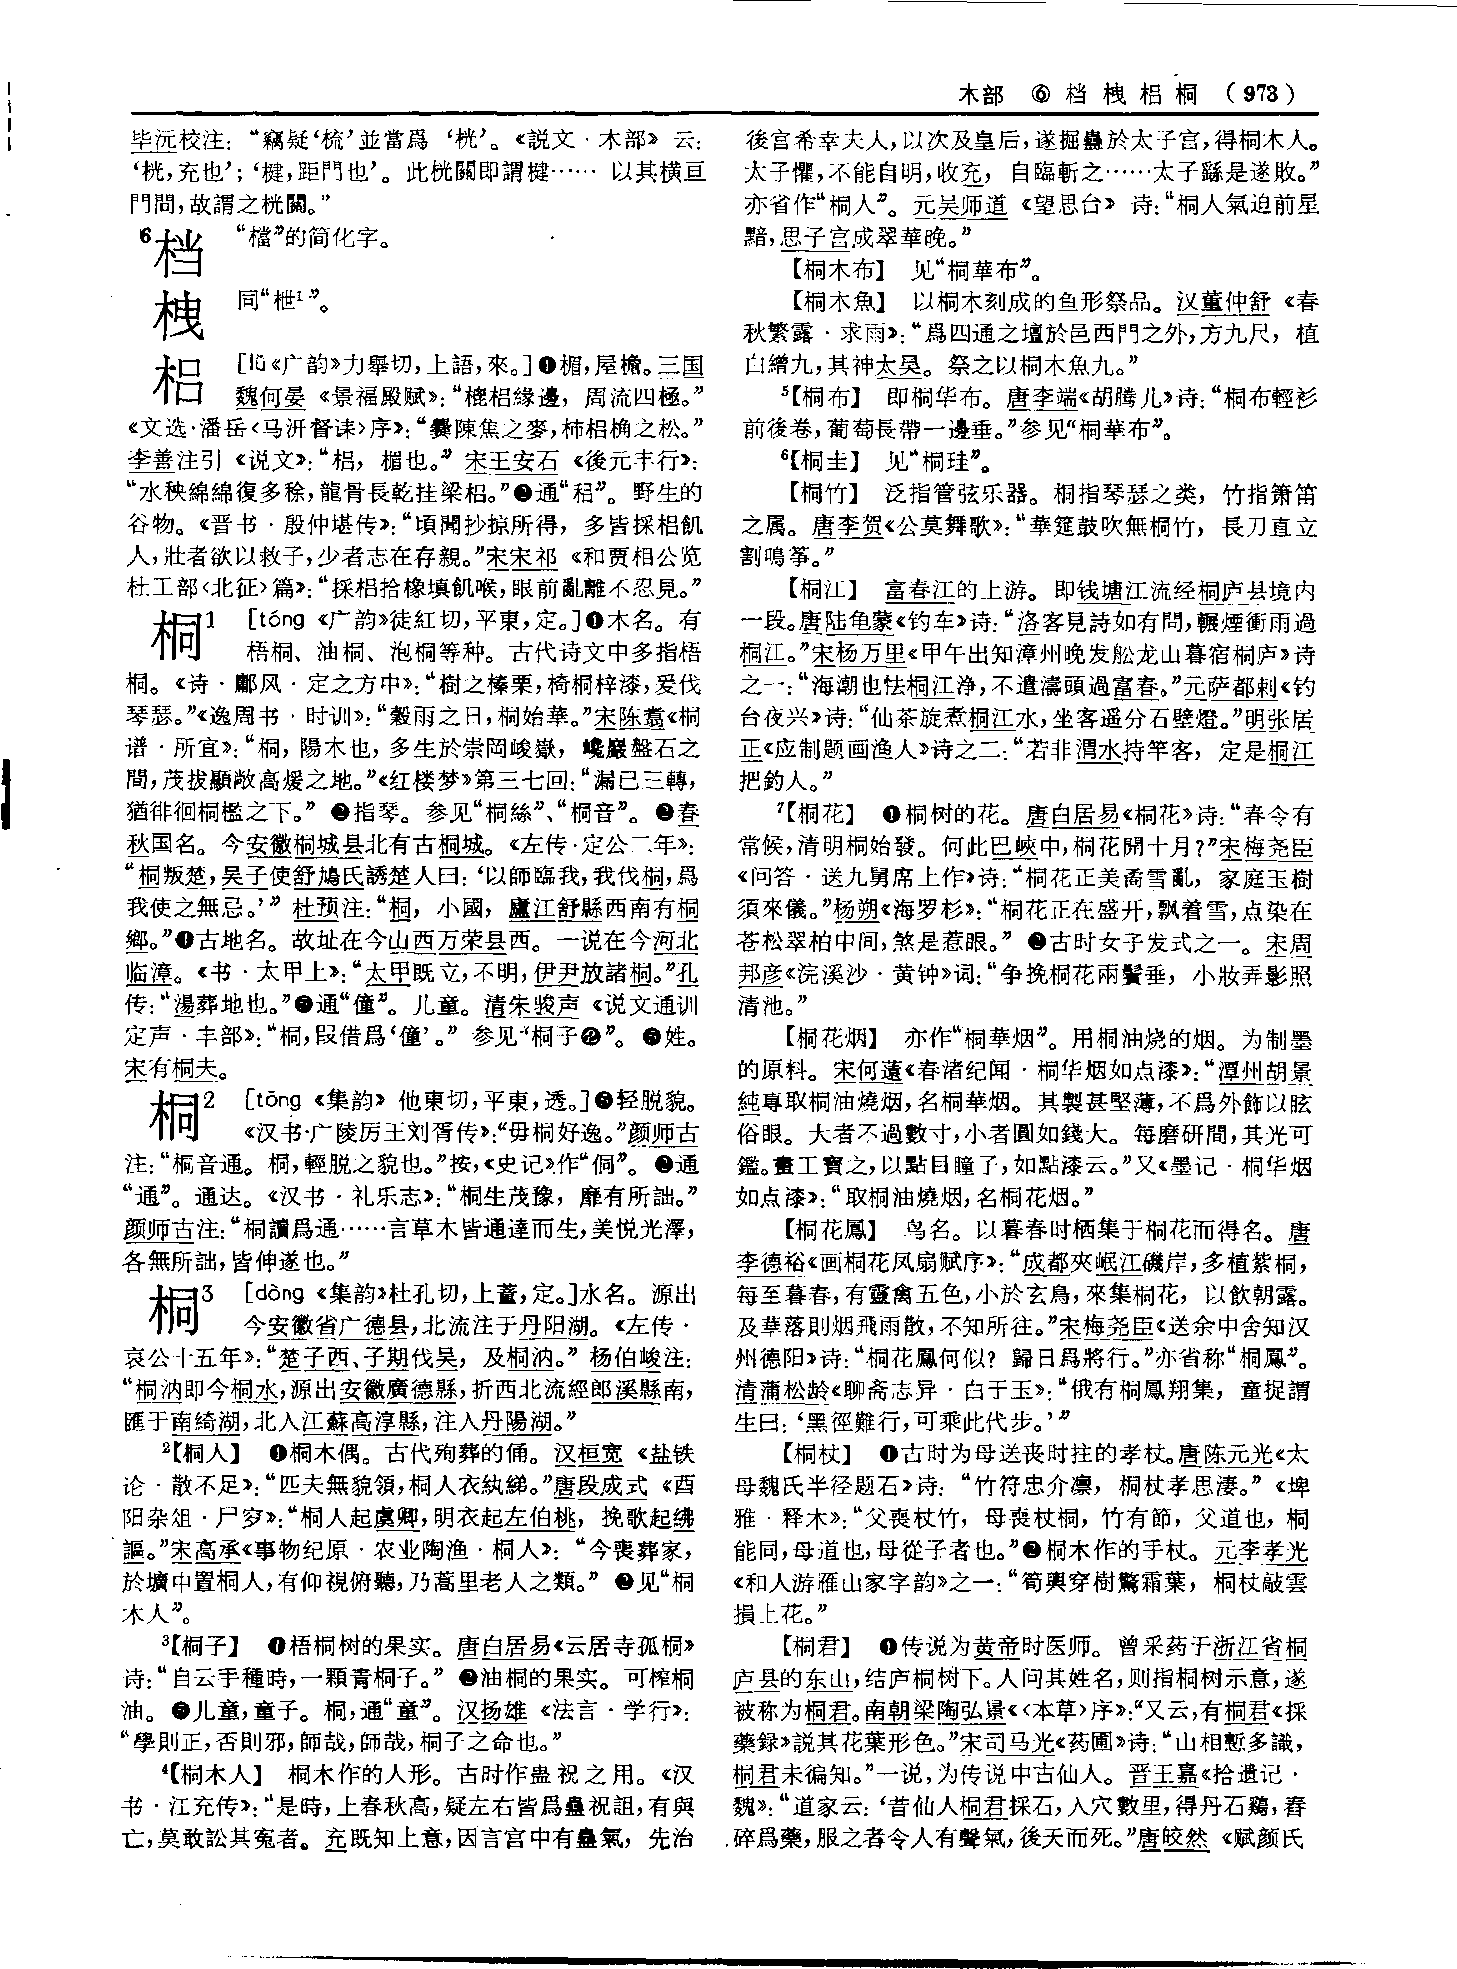 木部 ⑥ 档 栧 梠 桐 （973）
毕沅校注：“竊疑‘梳’並當爲‘桄’。《説文·木部》云：
‘桄，充也’；‘楗，距門也’。此桄關即謂楗…… 以其横亘
門間，故謂之桄關。”
6档 “檔”的简化字。
栧 同“枻1”。
梠 [lǚ《广韵》力舉切，上語，來。]❶楣，屋檐。三国
魏何晏《景福殿赋》：“槐梠緣邊，周流四極。”
《文选·潘岳〈马汧督诔〉序》：“爨陳焦之麥，柿梠桷之松。”
李善注引《说文》：“梠，楣也。”宋王安石《後元丰行》：
“水秧綿綿復多稌，龍骨長乾挂梁梠。”❷通“稆”。野生的
谷物。《晋书·殷仲堪传》：“頃聞抄掠所得，多皆採梠飢
人，壯者欲以救子，少者志在存親。”宋宋祁《和贾相公览
杜工部〈北征〉篇》：“採梠拾橡填飢喉，眼前亂離不忍見。”
桐1 [tóng《广韵》徒紅切，平東，定。]❶木名。有
梧桐、油桐、泡桐等种。古代诗文中多指梧
桐。《诗·鄘风·定之方中》：“樹之榛栗，椅桐梓漆，爰伐
琴瑟。”《逸周书·时训》：“穀雨之日，桐始華。”宋陈翥《桐
谱·所宜》：“桐，陽木也，多生於崇岡峻嶽，巉巖盤石之
間，茂拔顯敞高煖之地。”《红楼梦》第三七回：“漏已三轉，
猶徘徊桐檻之下。”❷指琴。参见“桐絲”、“桐音”。❸春
秋国名。今安徽桐城县北有古桐城。《左传·定公二年》：
“桐叛楚，吴子使舒鳩氏誘楚人曰：‘以師臨我，我伐桐，爲
我使之無忌。’”杜预注：“桐，小國，廬江舒縣西南有桐
鄉。”❹古地名。故址在今山西万荣县西。一说在今河北
临漳。《书·太甲上》：“太甲既立，不明，伊尹放諸桐。”孔
传：“湯葬地也。”❺通“僮”。儿童。清朱骏声《说文通训
定声·丰部》：“桐，叚借爲‘僮’。”参见“桐子❷”。❻姓。
宋有桐夫。
桐2 [tōng《集韵》他東切，平東，透。]❶轻脱貌。
《汉书·广陵厉王刘胥传》：“毋桐好逸。”颜师古
注：“桐音通。桐，輕脱之貌也。”按，《史记》作“侗”。❷通
“通”。通达。《汉书·礼乐志》：“桐生茂豫，靡有所詘。”
颜师古注：“桐讀爲通……言草木皆通達而生，美悦光澤，
各無所詘，皆伸遂也。”
桐3 [dòng《集韵》杜孔切，上董，定。]水名。源出
今安徽省广德县，北流注于丹阳湖。《左传·
哀公十五年》：“楚子西、子期伐吴，及桐汭。”杨伯峻注：
“桐汭即今桐水，源出安徽廣德縣，折西北流經郎溪縣南，
匯于南綺湖，北入江蘇高淳縣，注入丹陽湖。”
2【桐人】 ❶桐木偶。古代殉葬的俑。汉桓宽《盐铁
论·散不足》：“匹夫無貌領，桐人衣紈綈。”唐段成式《酉
阳杂俎·尸穸》：“桐人起虞卿，明衣起左伯桃，挽歌起紼
謳。”宋高承《事物纪原·农业陶渔·桐人》：“今喪葬家，
於壙中置桐人，有仰視俯聽，乃蒿里老人之類。”❷见“桐
木人”。
3【桐子】 ❶梧桐树的果实。唐白居易《云居寺孤桐》
诗：“自云手種時，一顆青桐子。”❷油桐的果实。可榨桐
油。❸儿童，童子。桐，通“童”。汉扬雄《法言·学行》：
“學則正，否則邪，師哉，師哉，桐子之命也。”
4【桐木人】 桐木作的人形。古时作蛊祝之用。《汉
书·江充传》：“是時，上春秋高，疑左右皆爲蠱祝詛，有與
亡，莫敢訟其冤者。充既知上意，因言宫中有蠱氣，先治
後宫希幸夫人，以次及皇后，遂掘蠱於太子宫，得桐木人。
太子懼，不能自明，收充，自臨斬之……太子繇是遂敗。”
亦省作“桐人”。元吴师道《望思台》诗：“桐人氣迫前星
黯，思子宫成翠華晚。”
【桐木布】 见“桐華布”。
【桐木魚】 以桐木刻成的鱼形祭品。汉董仲舒《春
秋繁露·求雨》：“爲四通之壇於邑西門之外，方九尺，植
白繒九，其神太昊。祭之以桐木魚九。”
5【桐布】 即桐华布。唐李端《胡腾儿》诗：“桐布輕衫
前後卷，葡萄長帶一邊垂。”参见“桐華布”。
6【桐圭】 见“桐珪”。
【桐竹】 泛指管弦乐器。桐指琴瑟之类，竹指箫笛
之属。唐李贺《公莫舞歌》：“華筵鼓吹無桐竹，長刀直立
割鳴筝。”
【桐江】 富春江的上游。即钱塘江流经桐庐县境内
一段。唐陆龟蒙《钓车》诗：“洛客見詩如有問，輾煙衝雨過
桐江。”宋杨万里《甲午出知漳州晚发船龙山暮宿桐庐》诗
之一：“海潮也怯桐江净，不遣濤頭過富春。”元萨都剌《钓
台夜兴》诗：“仙茶旋煮桐江水，坐客遥分石壁燈。”明张居
正《应制题画渔人》诗之二：“若非渭水持竿客，定是桐江
把釣人。”
7【桐花】 ❶桐树的花。唐白居易《桐花》诗：“春令有
常候，清明桐始發。何此巴峽中，桐花開十月？”宋梅尧臣
《问答·送九舅席上作》诗：“桐花正美喬雪亂，家庭玉樹
須來儀。”杨朔《海罗杉》：“桐花正在盛开，飘着雪，点染在
苍松翠柏中间，煞是惹眼。”❷古时女子发式之一。宋周
邦彦《浣溪沙·黄钟》词：“争挽桐花兩鬢垂，小妝弄影照
清池。”
【桐花烟】 亦作“桐華烟”。用桐油烧的烟。为制墨
的原料。宋何薳《春渚纪闻·桐华烟如点漆》：“潭州胡景
純專取桐油燒烟，名桐華烟。其製甚堅薄，不爲外飾以眩
俗眼。大者不過數寸，小者圓如錢大。每磨研間，其光可
鑑。畫工寶之，以點目瞳子，如點漆云。”又《墨记·桐华烟
如点漆》：“取桐油燒烟，名桐花烟。”
【桐花鳳】 鸟名。以暮春时栖集于桐花而得名。唐
李德裕《画桐花凤扇赋序》：“成都夾岷江磯岸，多植紫桐，
每至暮春，有靈禽五色，小於玄鳥，來集桐花，以飲朝露。
及華落則烟飛雨散，不知所往。”宋梅尧臣《送余中舍知汉
州德阳》诗：“桐花鳳何似？歸日爲將行。”亦省称“桐鳳”。
清蒲松龄《聊斋志异·白于玉》：“俄有桐鳳翔集，童捉謂
生曰：‘黑徑難行，可乘此代步。’”
【桐杖】 ❶古时为母送丧时拄的孝杖。唐陈元光《太
母魏氏半径题石》诗：“竹符忠介凛，桐杖孝思凄。”《埤
雅·释木》：“父喪杖竹，母喪杖桐，竹有節，父道也，桐
能同，母道也，母從子者也。”❷桐木作的手杖。元李孝光
《和人游雁山家字韵》之一：“筍輿穿樹驚霜葉，桐杖敲雲
損上花。”
【桐君】 ❶传说为黄帝时医师。曾采药于浙江省桐
庐县的东山，结庐桐树下。人问其姓名，则指桐树示意，遂
被称为桐君。南朝梁陶弘景《〈本草〉序》：“又云，有桐君《採
藥録》説其花葉形色。”宋司马光《药圃》诗：“山相慙多識，
桐君未徧知。”一说，为传说中古仙人。晋王嘉《拾遗记·
魏》：“道家云：‘昔仙人桐君採石，入穴數里，得丹石鷄，舂
碎爲藥，服之者令人有聲氣，後天而死。”唐皎然《赋颜氏